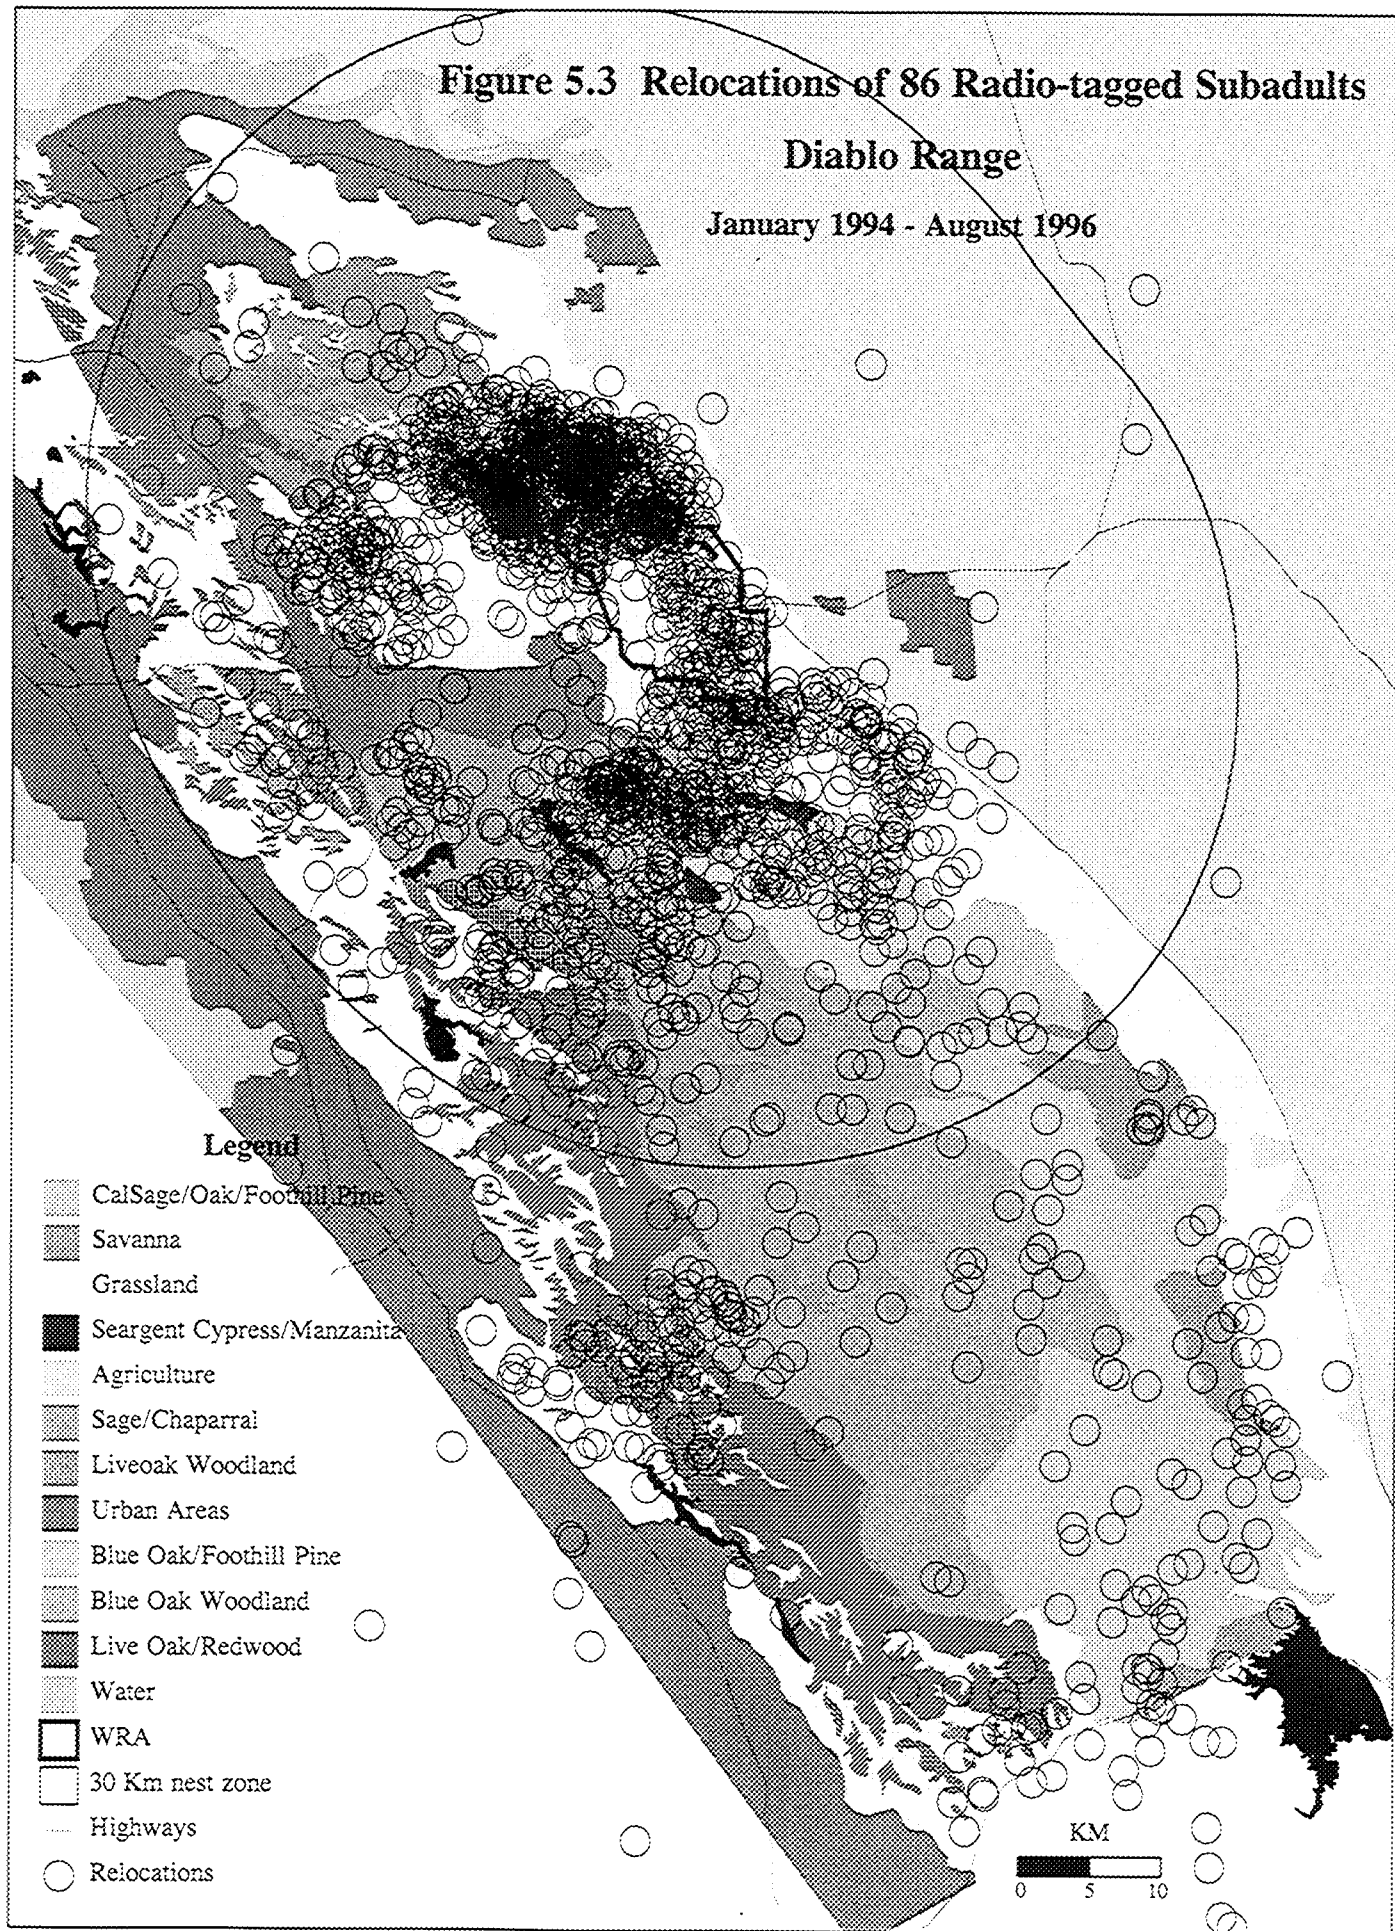 Figure 5.3 Relocations of 86 Radio-tagged Subadults
Diablo Range
January 1994 - August 1996
Legend
CalSage/Oak/Foothill Pine
Savanna
Grassland
Seargent Cypress/Manzanita
Agriculture
Sage/Chaparral
Liveoak Woodland
Urban Areas
Blue Oak/Foothill Pine
Blue Oak Woodland
Live Oak/Redwood
Water
WRA
30 Km nest zone
Highways
Relocations
KM
0 5 10